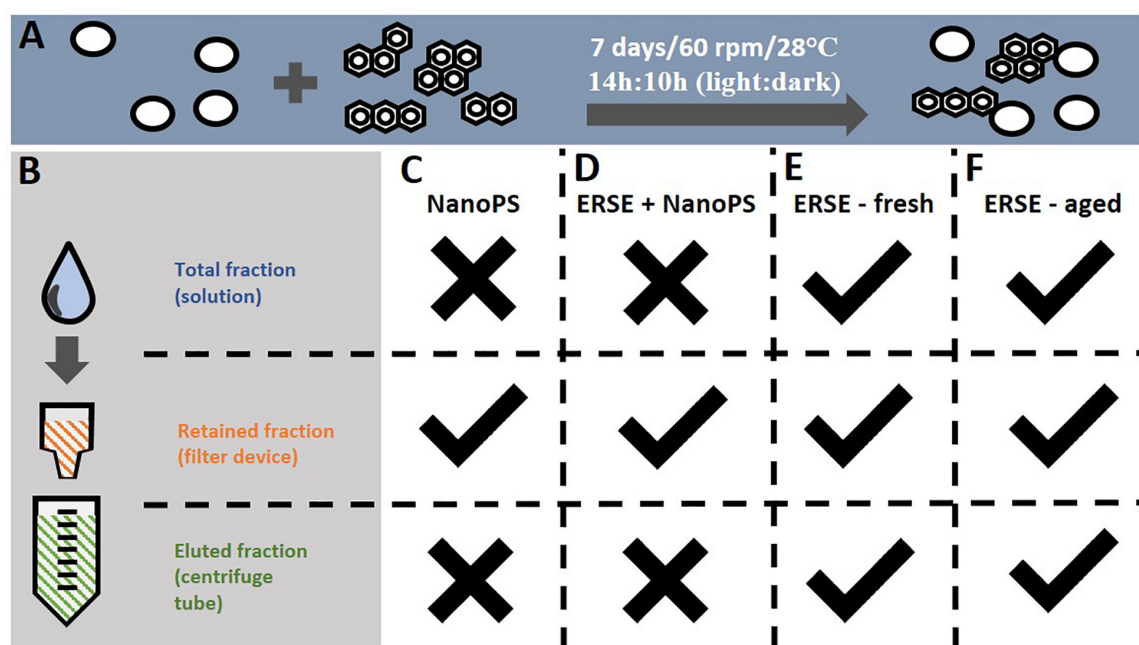 A
7 days/60 rpm/28°C
14h:10h (light:dark)
B
C
D
E
F
NanoPS
ERSE + NanoPS
ERSE - fresh
ERSE - aged
Total fraction
(solution)
Retained fraction
(filter device)
Eluted fraction
(centrifuge
tube)